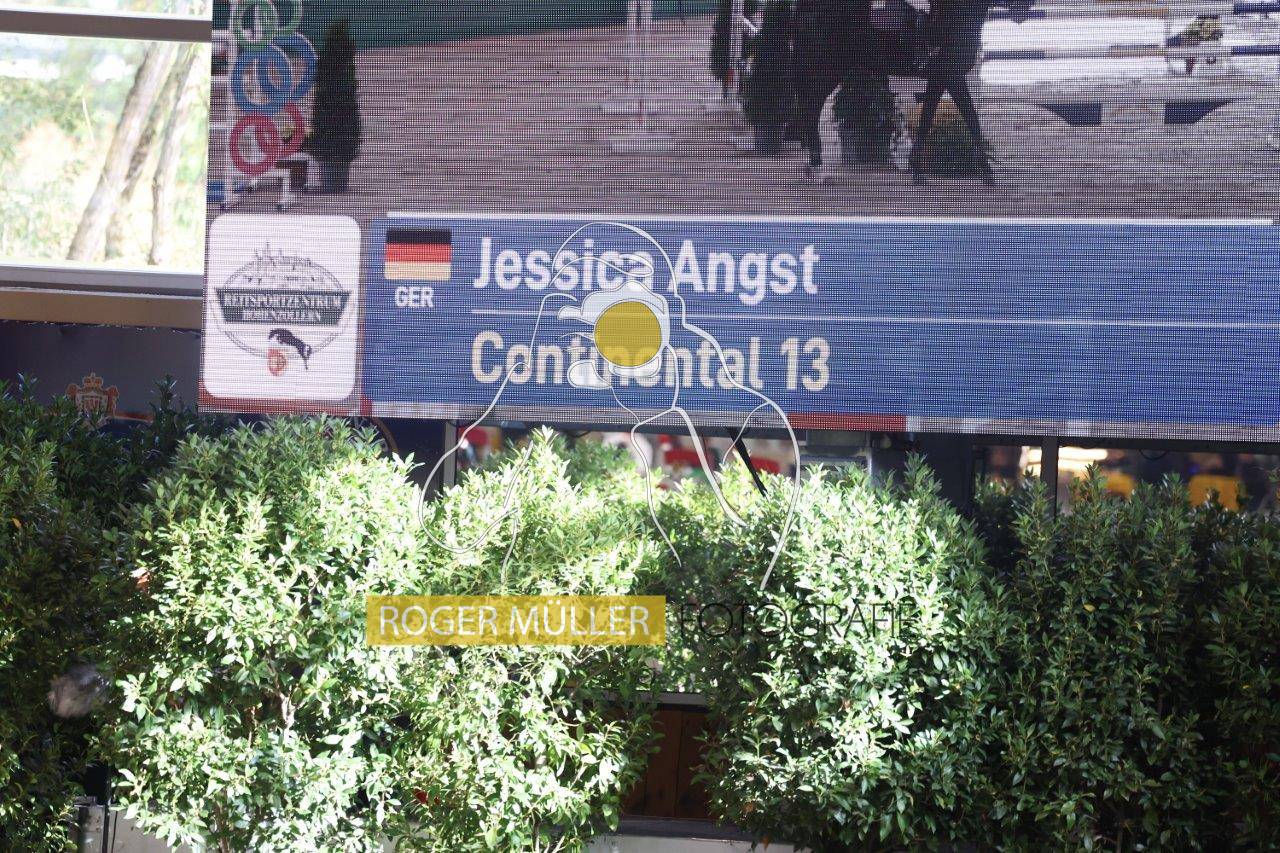 Jessica Angst
GER
Continental 13
REITSPORTZENTRUM
HOHENZOLLERN
ROGER MÜLLER FOTOGRAFIE